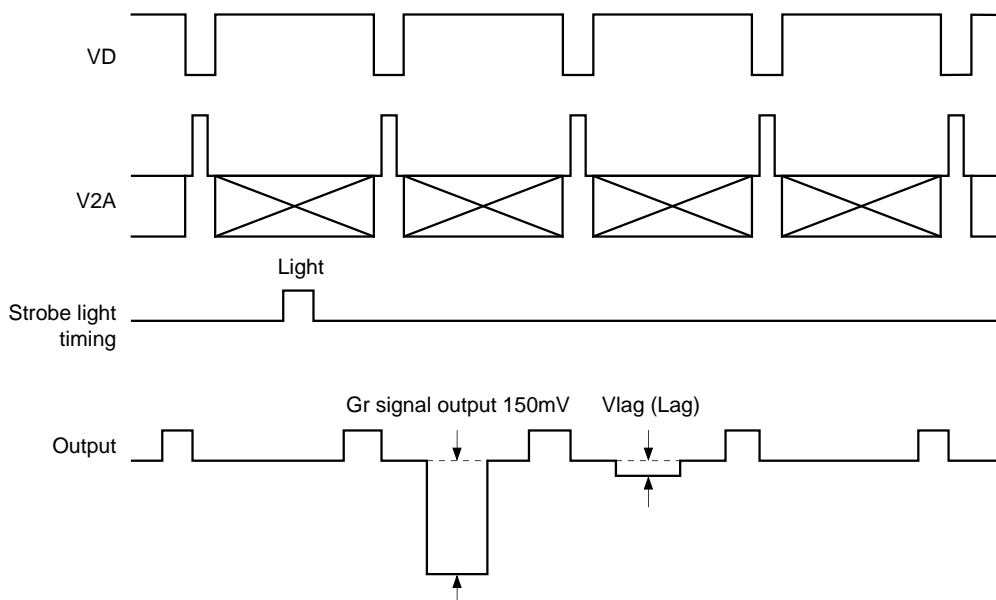 VD
V2A
Light
Strobe light
timing
Gr signal output 150mV
Vlag (Lag)
Output